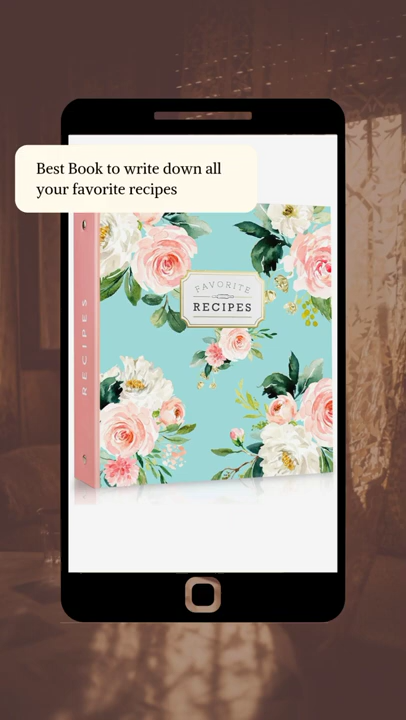 Best Book to write down all
your favorite recipes
FAVORITE
RECIPES
RECIPES